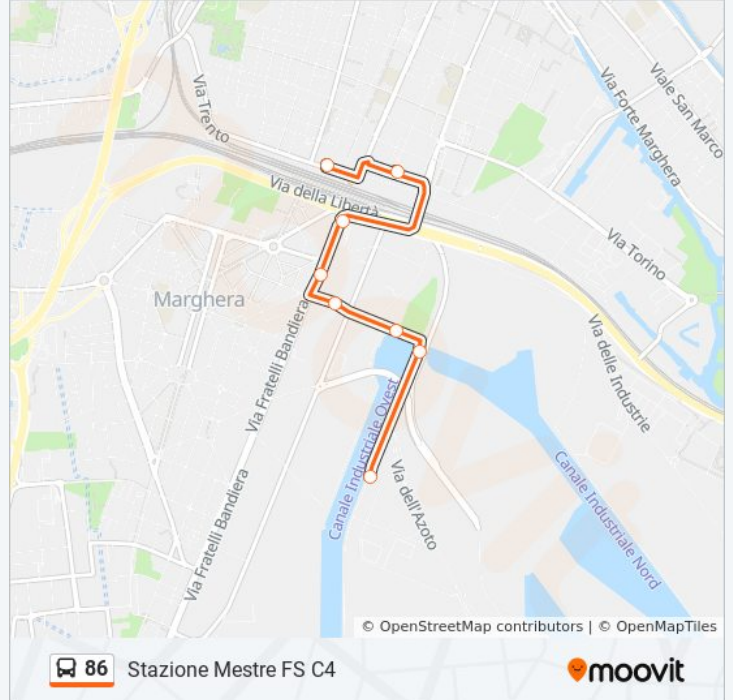 Via Trento
Via Forte Marghera
Viale San Marco
Via della Libertà
Via Torino
Marghera
Via Fratelli Bandiera
Via delle Industrie
Canale Industriale Ovest
Via dell'Azoto
Canale Industriale Nord
Via Fratelli Bandiera
© OpenStreetMap contributors | © OpenMapTiles
86 Stazione Mestre FS C4
moovit